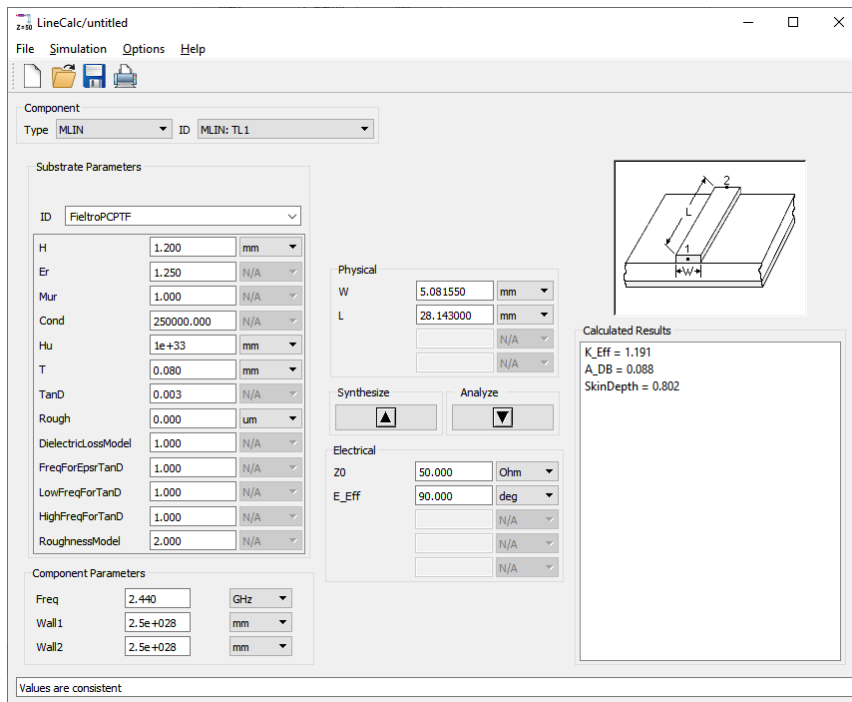 Z=50 LineCalc/untitled
File Simulation Options Help
Component
Type MLIN ID MLIN: TL1
Substrate Parameters
ID FieltroPCPTF
H 1.200 mm
Er 1.250 N/A
Mur 1.000 N/A
Cond 250000.000 N/A
Hu 1e+33 mm
T 0.080 mm
TanD 0.003 N/A
Rough 0.000 um
DielectricLossModel 1.000 N/A
FreqForEpsrTanD 1.000 N/A
LowFreqForTanD 1.000 N/A
HighFreqForTanD 1.000 N/A
RoughnessModel 2.000 N/A
Component Parameters
Freq 2.440 GHz
Wall1 2.5e+028 mm
Wall2 2.5e+028 mm
Physical
W 5.081550 mm
L 28.143000 mm
N/A
N/A
Synthesize Analyze
Electrical
Z0 50.000 Ohm
E_Eff 90.000 deg
N/A
N/A
N/A
2
L
1
W
Calculated Results
K_Eff = 1.191
A_DB = 0.088
SkinDepth = 0.802
Values are consistent